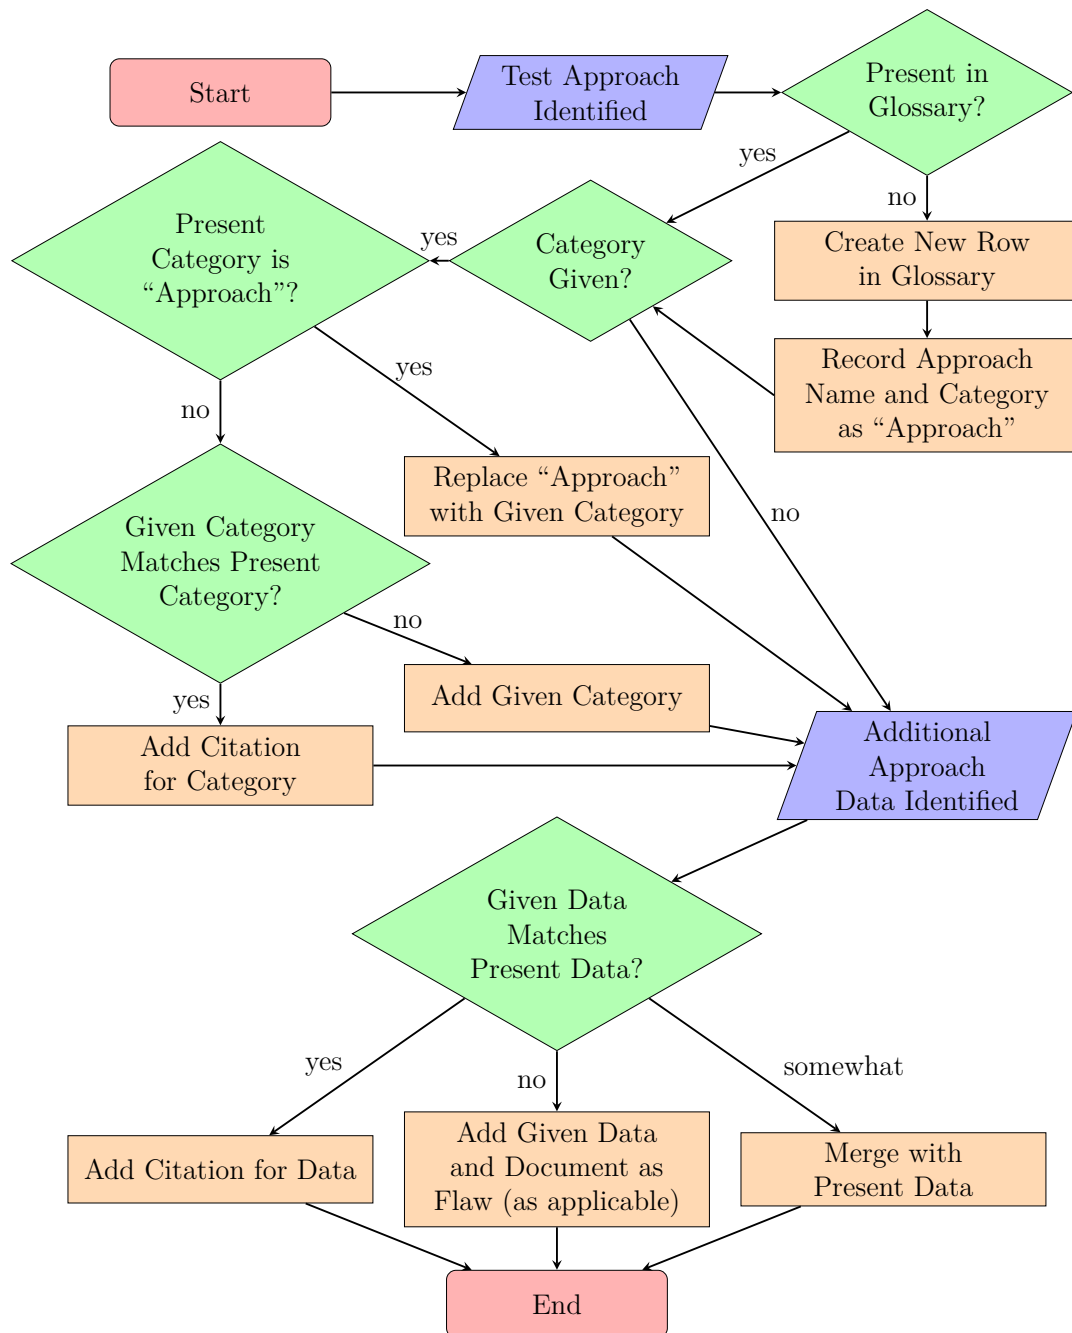 Start
Test Approach
Identified
Present in
Glossary?
yes
no
Present
Category is
“Approach”?
yes
Category
Given?
Create New Row
in Glossary
Record Approach
Name and Category
as “Approach”
yes
no
Replace “Approach”
with Given Category
no
Given Category
Matches Present
Category?
no
yes
Add Given Category
Add Citation
for Category
Additional
Approach
Data Identified
Given Data
Matches
Present Data?
yes
no
somewhat
Add Citation for Data
Add Given Data
and Document as
Flaw (as applicable)
Merge with
Present Data
End